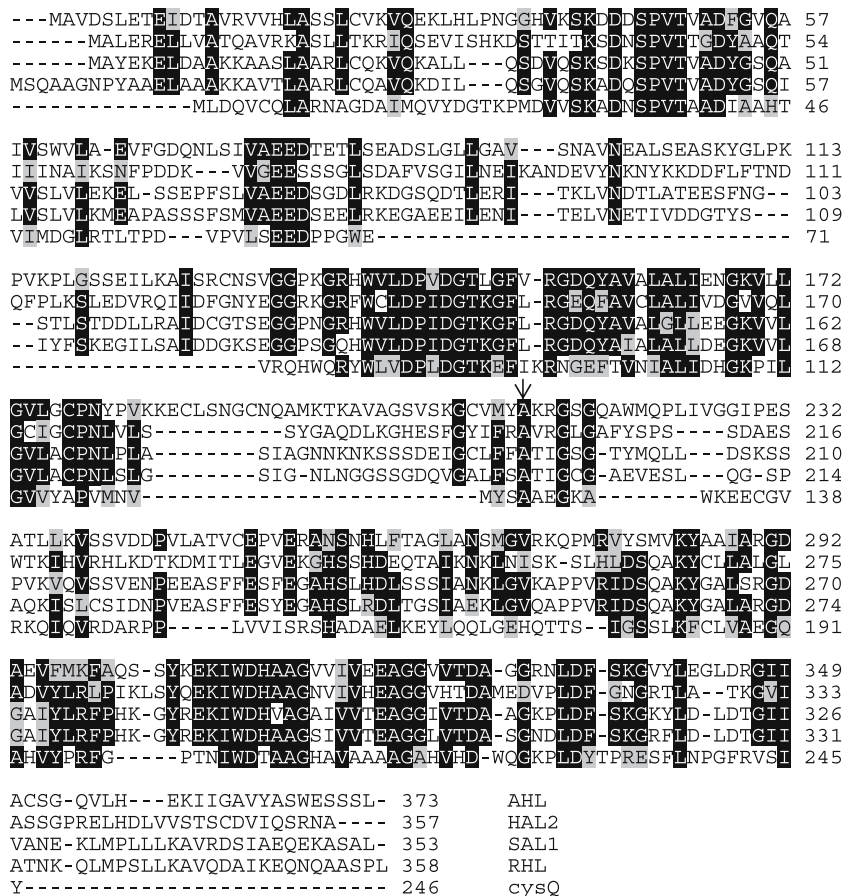 ---MAVDSLETEIDTAVRVVHLASSLCVKVQEKLHLPNGGHVKSKDDDSPVTVADFGVQA 57
------MALERELLVATQAVRKASLLTKRIQSEVISHKDSTTITKSDNSPVTTGDYAAQT 54
------MAYEKELDAAKKAASLAARLCQKVQKALL---QSDVQSKSDKSPVTVADYGSQA 51
MSQAAGNPYAAELAAAKKAVTLAARLCQAVQKDIL---QSGVQSKADQSPVTVADYGSQI 57
--------------MLDQVCQLARNAGDAIMQVYDGTKPMDVVSKADNSPVTAADIAAHT 46
IVSWVLA-EVFGDQNLSIVAEEDTETLSEADSLGLLGAV---SNAVNEALSEASKYGLPK 113
IIINAIKSNFPDDK--VVGEESSSGLSDAFVSGILNEIKANDEVYNKNYKKDDFLFTND 111
VVSLVLEKEL-SSEPFSLVAEEDSGDLRKDGSQDTLERI---TKLVNDTLATEESFNG-- 103
LVSLVLKMEAPASSSFSMVAEEDSEELRKEGAEEILENI---TELVNETIVDDGTYS--- 109
VIMDGLRTLTPD---VPVLSEEDPPGWE-------------------------------- 71
PVKPLGSSEILKAISRCNSVGGPKGRHWVLDPVDGTLGFV-RGDQYAVALALIENGKVLL 172
QFPLKSLEDVRQIIDFGNYEGGRKGRFWCLDPIDGTKGFL-RGEQFAVCLALIVDGVVQL 170
--STLSTDDLLRAIDCGTSEGGPNGRHWVLDPIDGTKGFL-RGDQYAVALGLLEEGKVVL 162
--IYFSKEGILSAIDDGKSEGGPSGQHWVLDPIDGTKGFL-RGDQYAIALALLDEGKVVL 168
-------------------VRQHWQRYWLVDPLDGTKEFIKRNGEFTVNIALIDHGKPIL 112
↓
GVLGCPNYPVKKECLSNGCNQAMKTKAVAGSVSKGCVMYAKRGSGQAWMQPLIVGGIPES 232
GCIGCPNLVLS----------SYGAQDLKGHESFGYIFRAVRGLGAFYSPS---SDAES 216
GVLACPNLPLA-------SIAGNNKNKSSSDEIGCLFFATIGSG-TYMQLL---DSKSS 210
GVLACPNLSLG-------SIG-NLNGGSSGDQVGALFSATIGCG-AEVESL---QG-SP 214
GVVYAPVMNV--------------------------MYSAAEGKA--------WKEECGV 138
ATLLKVSSVDDPVLATVCEPVERANSNHLFTAGLANSMGVRKQPMRVYSMVKYAAIARGD 292
WTKIHVRHLKDTKDMITLEGVEKGHSSHDEQTAIKNKLNISK-SLHLDSQAKYCLLALGL 275
PVKVQVSSVENPEEASFFESFEGAHSLHDLSSSIANKLGVKAPPVRIDSQAKYGALSRGD 270
AQKISLCSIDNPVEASFFESYEGAHSLRDLTGSIAEKLGVQAPPVRIDSQAKYGALARGD 274
RKQIQVRDARPP-----LVVISRSHADAELKEYLQQLGEHQTTS---IGSSLKFCLVAEGQ 191
AEVFMKFAQS-SYKEKIWDHAAGVVIVEEAGGVVTDA-GGRNLDF-SKGVYLEGLDRGII 349
ADVYLRLPIKLSYQEKIWDHAAGNVIVHEAGGVHTDAMEDVPLDF-GNGRTLA--TKGVI 333
GAIYLRFPHK-GYREKIWDHVAGAIVVTEAGGIVTDA-AGKPLDF-SKGKYLD-LDTGII 326
GAIYLRFPHK-GYREKIWDHAAGSIVVTEAGGLVTDA-SGNDLDF-SKGRFLD-LDTGII 331
AHVYPRFG-----PTNIWDTAAGHAVAAAAGAHVHD-WQGKPLDYTPRESFLNPGFRVSI 245
ACSG-QVLH---EKIIGAVYASWESSSL- 373 AHL
ASSGPRELHDLVVSTSCDVIQSRNA---- 357 HAL2
VANE-KLMPLLLKAVRDSIAEQEKASAL- 353 SAL1
ATNK-QLMPSLLKAVQDAIKEQNQAASPL 358 RHL
Y---------------------------- 246 cysQ